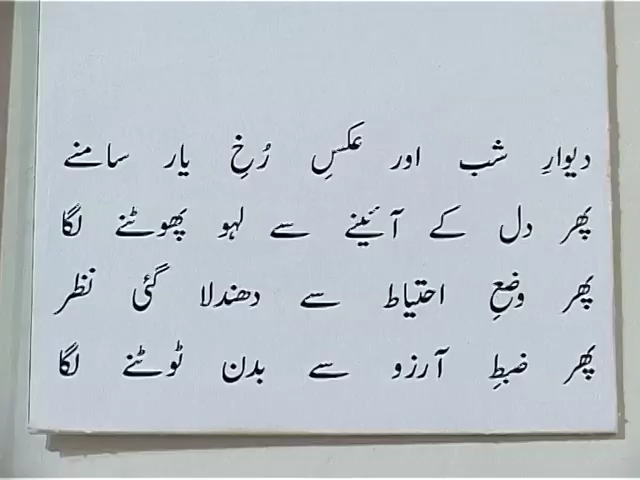 دیوارِ شب اور عکسِ رُخِ یار سامنے
پھر دل کے آئینے سے لہو پھوٹنے لگا
پھر وضعِ احتیاط سے دھندلا گئی نظر
پھر ضبطِ آرزو سے بدن ٹوٹنے لگا